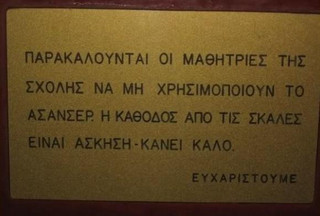 ΠΑΡΑΚΑΛΟΥΝΤΑΙ ΟΙ ΜΑΘΗΤΡΙΕΣ ΤΗΣ
ΣΧΟΛΗΣ ΝΑ ΜΗ ΧΡΗΣΙΜΟΠΟΙΟΥΝ ΤΟ
ΑΣΑΝΣΕΡ. Η ΚΑΘΟΔΟΣ ΑΠΟ ΤΙΣ ΣΚΑΛΕΣ
ΕΙΝΑΙ ΑΣΚΗΣΗ - ΚΑΝΕΙ ΚΑΛΟ.
ΕΥΧΑΡΙΣΤΟΥΜΕ